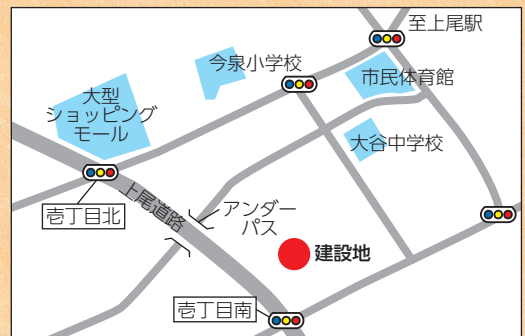 至上尾駅
今泉小学校
市民体育館
大型
ショッピング
モール
大谷中学校
壱丁目北
上尾道路
アンダー
パス
建設地
壱丁目南